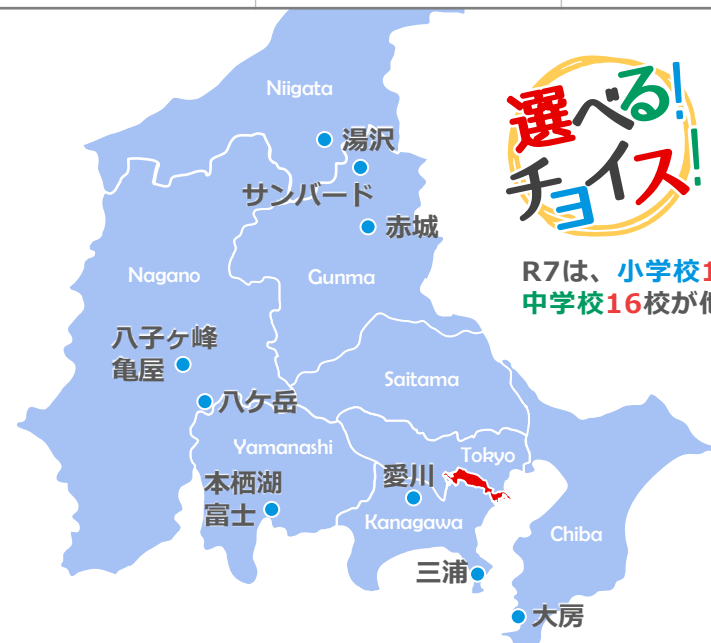 Niigata
湯沢
サンバード
赤城
Nagano
Gunma
八子ヶ峰
亀屋
八ケ岳
Saitama
Yamanashi
Tokyo
本栖湖
富士
愛川
Kanagawa
Chiba
三浦
大房
選べる!
チョイス!
R7は、小学校1
中学校16校が